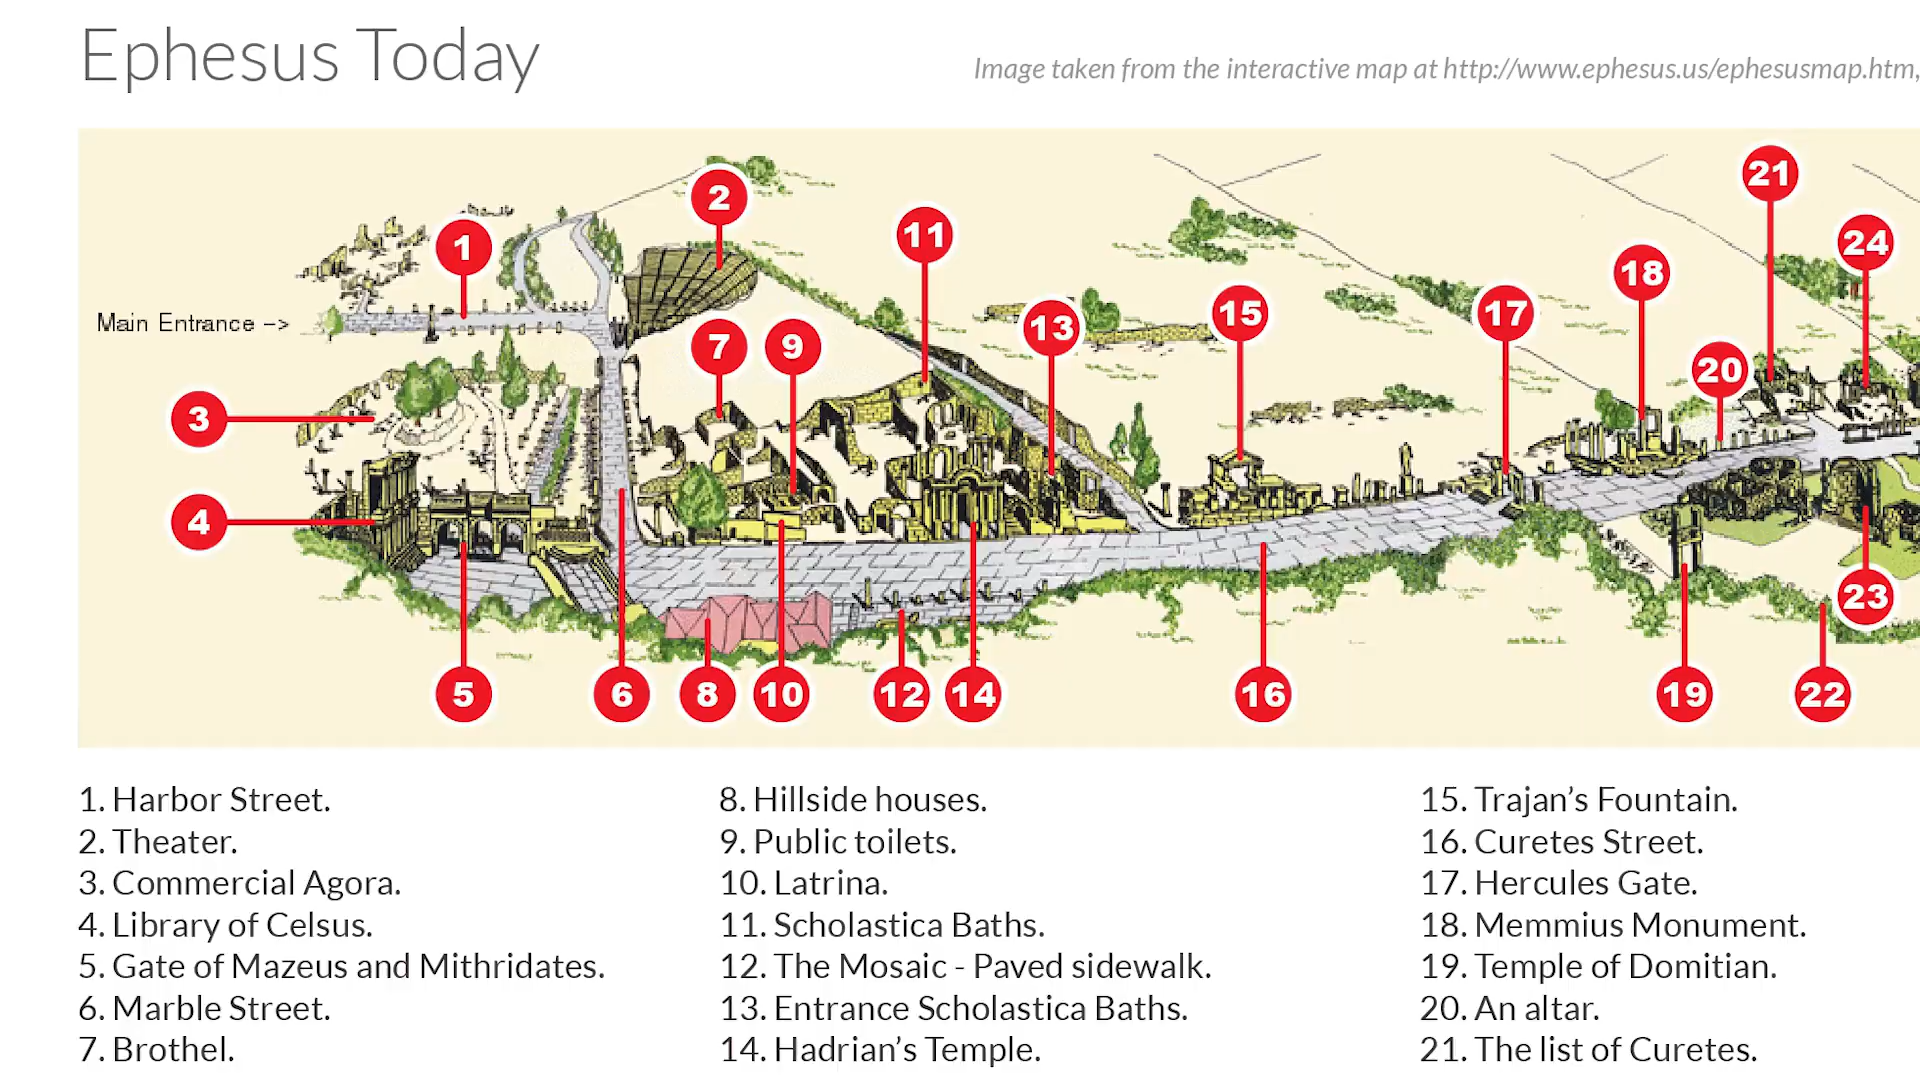 Ephesus Today
Image taken from the interactive map at http://www.ephesus.us/ephesusmap.htm,
21
2
11
24
1
18
Main Entrance –>
15
17
13
7
9
20
3
4
23
5
6
8
10
12
14
16
19
22
1. Harbor Street.
2. Theater.
3. Commercial Agora.
4. Library of Celsus.
5. Gate of Mazeus and Mithridates.
6. Marble Street.
7. Brothel.
8. Hillside houses.
9. Public toilets.
10. Latrina.
11. Scholastica Baths.
12. The Mosaic - Paved sidewalk.
13. Entrance Scholastica Baths.
14. Hadrian’s Temple.
15. Trajan’s Fountain.
16. Curetes Street.
17. Hercules Gate.
18. Memmius Monument.
19. Temple of Domitian.
20. An altar.
21. The list of Curetes.